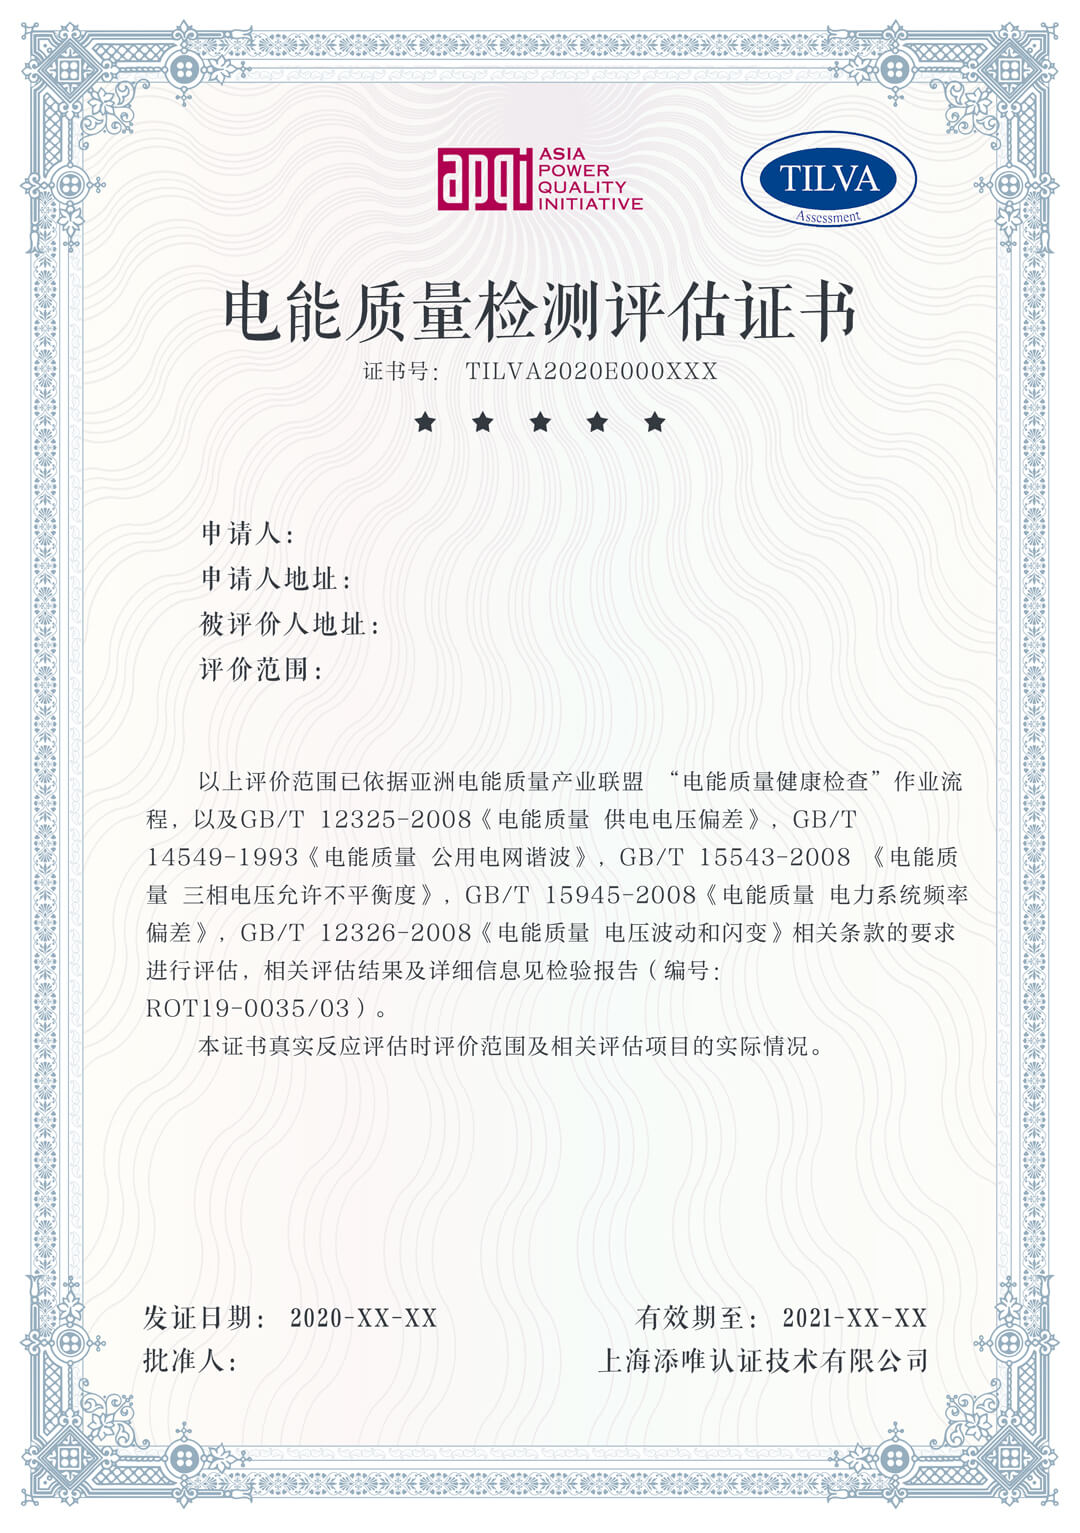 apqi
ASIA
POWER
QUALITY
INITIATIVE
TILVA
Assessment
电能质量检测评估证书
证书号： TILVA2020E000XXX
申请人：
申请人地址：
被评价人地址：
评价范围：
以上评价范围已依据亚洲电能质量产业联盟 “电能质量健康检查”作业流
程，以及GB/T 12325-2008《电能质量 供电电压偏差》，GB/T
14549-1993《电能质量 公用电网谐波》，GB/T 15543-2008 《电能质
量 三相电压允许不平衡度》，GB/T 15945-2008《电能质量 电力系统频率
偏差》，GB/T 12326-2008《电能质量 电压波动和闪变》相关条款的要求
进行评估，相关评估结果及详细信息见检验报告（编号：
ROT19-0035/03）。
本证书真实反应评估时评价范围及相关评估项目的实际情况。
发证日期： 2020-XX-XX
有效期至： 2021-XX-XX
批准人：
上海添唯认证技术有限公司